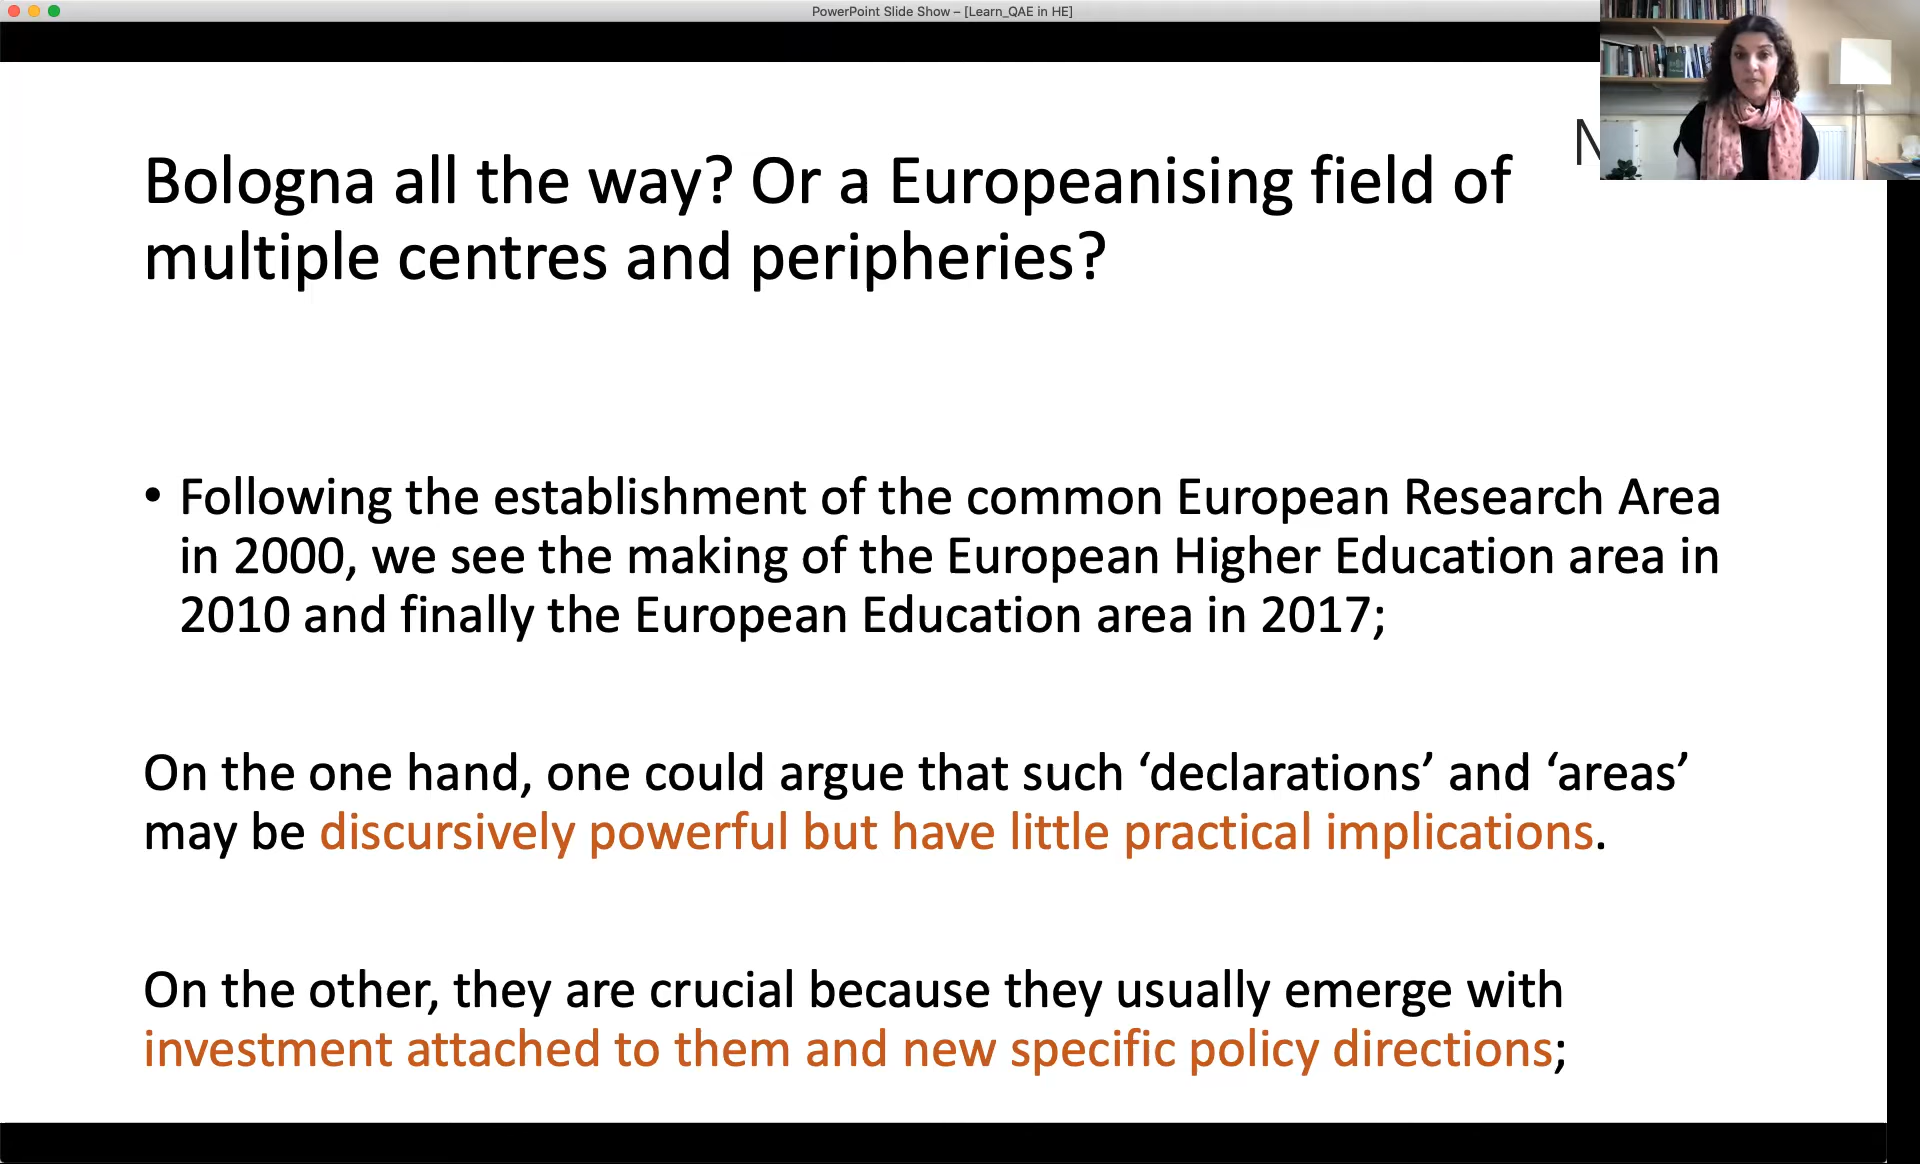 PowerPoint Slide Show – [Learn_QAE in HE]
Bologna all the way? Or a Europeanising field of
multiple centres and peripheries?
• Following the establishment of the common European Research Area
in 2000, we see the making of the European Higher Education area in
2010 and finally the European Education area in 2017;
On the one hand, one could argue that such ‘declarations’ and ‘areas’
may be discursively powerful but have little practical implications.
On the other, they are crucial because they usually emerge with
investment attached to them and new specific policy directions;